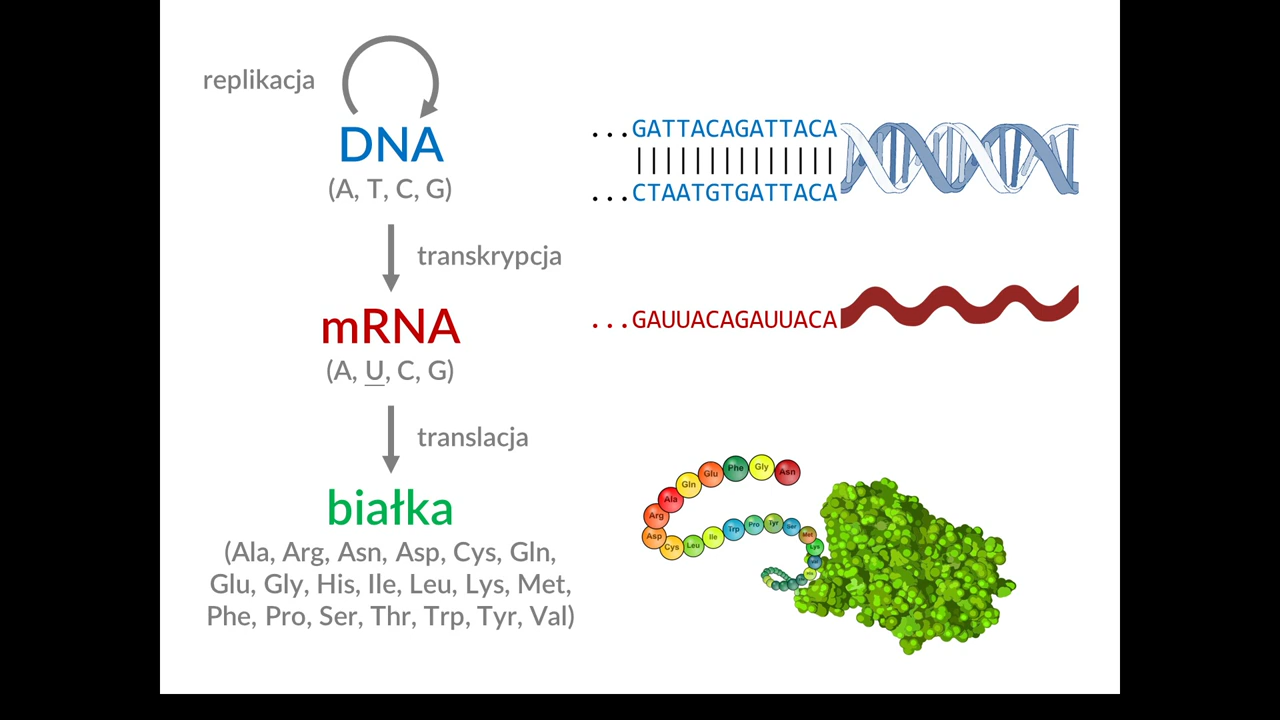 replikacja
DNA
(A, T, C, G)
...GATTACAGATTACA
...CTAATGTGATTACA
transkrypcja
mRNA
(A, U, C, G)
...GAUUACAGAUUACA
translacja
białka
(Ala, Arg, Asn, Asp, Cys, Gln,
Glu, Gly, His, Ile, Leu, Lys, Met,
Phe, Pro, Ser, Thr, Trp, Tyr, Val)
Asn
Gly
Phe
Glu
Gln
Ala
Arg
Asp
Cys
Leu
Ile
Trp
Pro
Tyr
Ser
Met
Lys